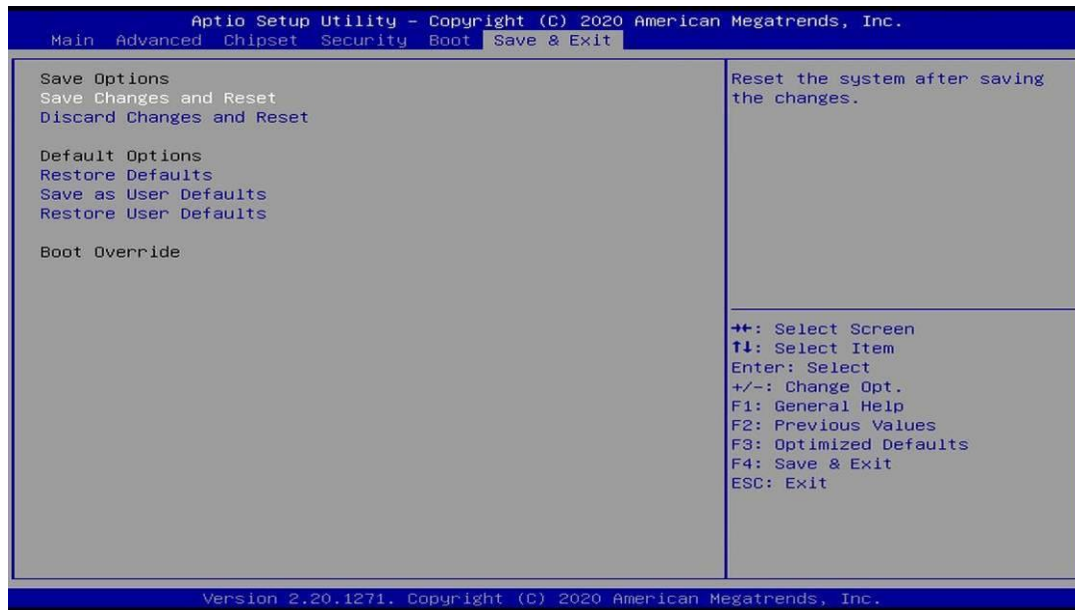 Aptio Setup Utility – Copyright (C) 2020 American Megatrends, Inc.
Main Advanced Chipset Security Boot Save & Exit
Save Options
Save Changes and Reset
Discard Changes and Reset
Default Options
Restore Defaults
Save as User Defaults
Restore User Defaults
Boot Override
Reset the system after saving
the changes.
→←: Select Screen
↑↓: Select Item
Enter: Select
+/-: Change Opt.
F1: General Help
F2: Previous Values
F3: Optimized Defaults
F4: Save & Exit
ESC: Exit
Version 2.20.1271. Copyright (C) 2020 American Megatrends, Inc.